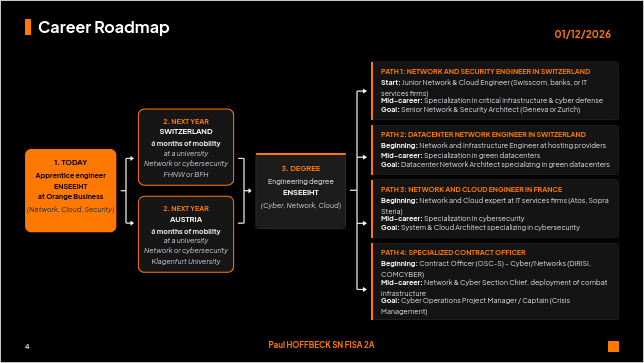 Career Roadmap
01/12/2026
1. TODAY
Apprentice engineer
ENSEEIHT
at Orange Business
(Network, Cloud, Security)
2. NEXT YEAR
SWITZERLAND
6 months of mobility
at a university
Network or cybersecurity
FHNW or BFH
2. NEXT YEAR
AUSTRIA
6 months of mobility
at a university
Network or cybersecurity
Klagenfurt University
3. DEGREE
Engineering degree
ENSEEIHT
(Cyber, Network, Cloud)
PATH 1: NETWORK AND SECURITY ENGINEER IN SWITZERLAND
Start: Junior Network & Cloud Engineer (Swisscom, banks, or IT
services firms)
Mid-career: Specialization in critical infrastructure & cyber defense
Goal: Senior Network & Security Architect (Geneva or Zurich)
PATH 2: DATACENTER NETWORK ENGINEER IN SWITZERLAND
Beginning: Network and Infrastructure Engineer at hosting providers
Mid-career: Specialization in green datacenters
Goal: Datacenter Network Architect specializing in green datacenters
PATH 3: NETWORK AND CLOUD ENGINEER IN FRANCE
Beginning: Network and Cloud expert at IT services firms (Atos, Sopra
Steria)
Mid-career: Specialization in cybersecurity
Goal: System & Cloud Architect specializing in cybersecurity
PATH 4: SPECIALIZED CONTRACT OFFICER
Beginning: Contract Officer (OSC-S) – Cyber/Networks (DIRISI,
COMCYBER)
Mid-career: Network & Cyber Section Chief, deployment of combat
infrastructure
Goal: Cyber Operations Project Manager / Captain (Crisis
Management)
4
Paul HOFFBECK SN FISA 2A